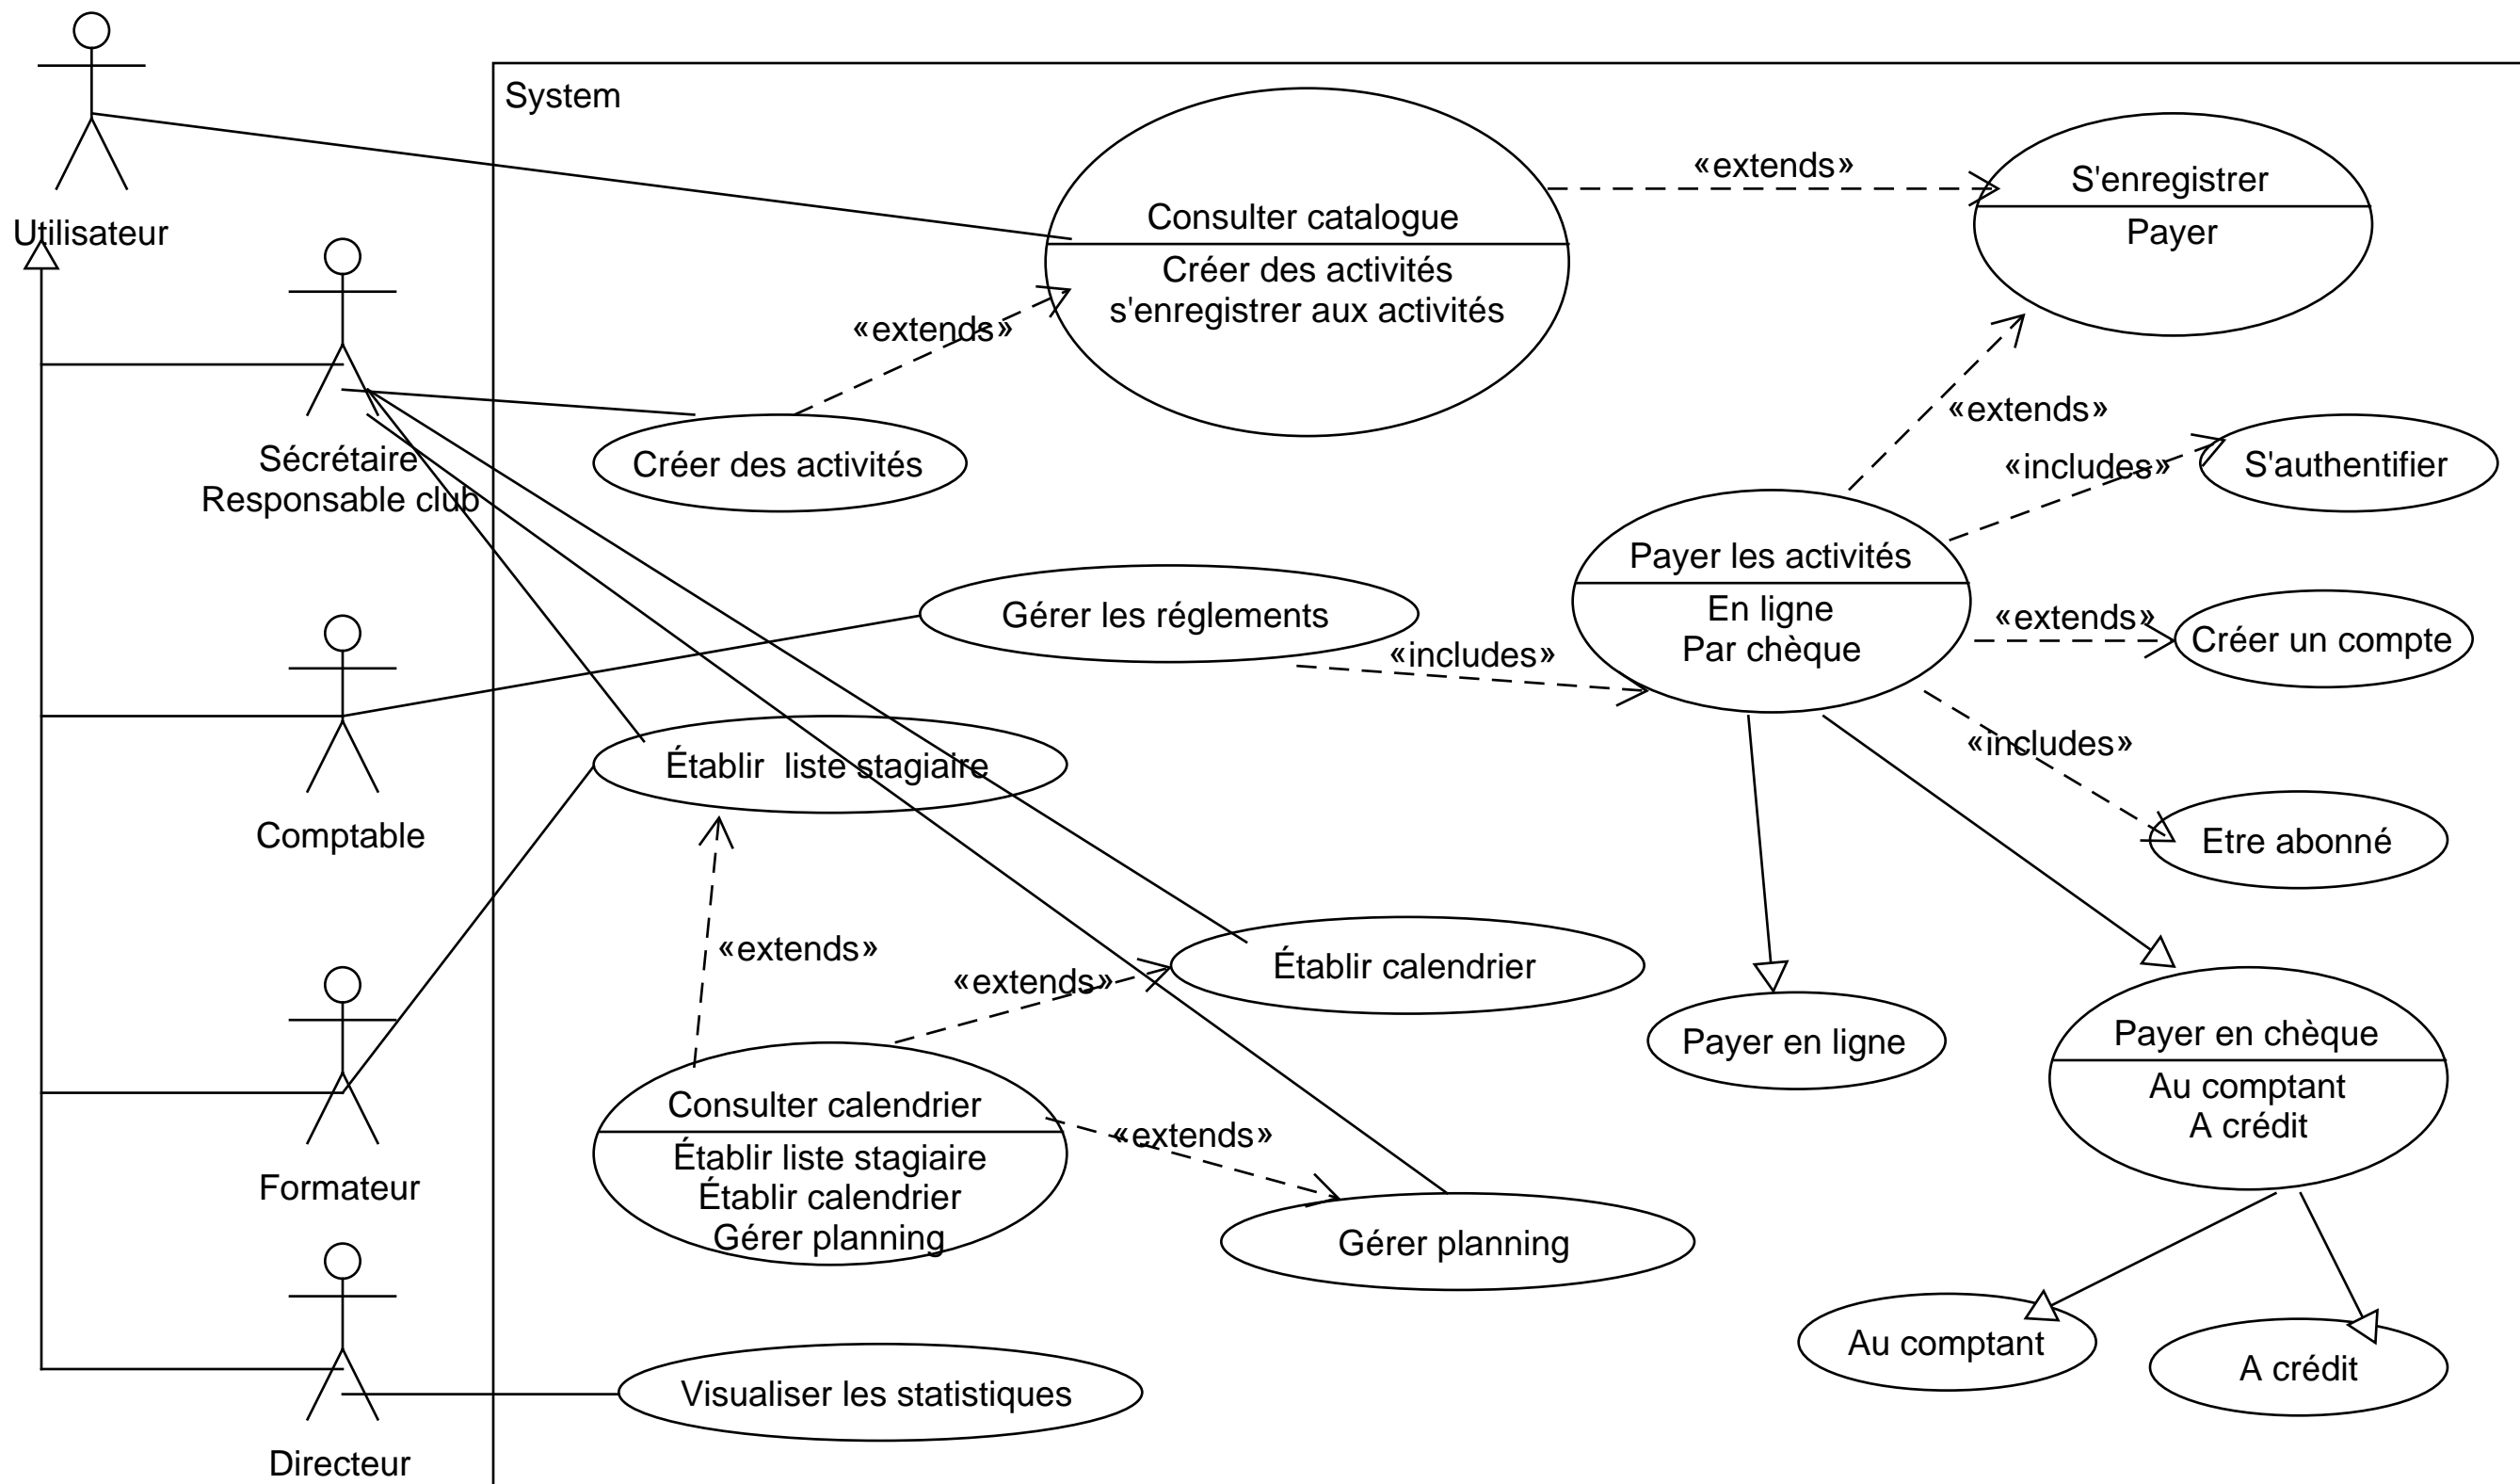 System
«extends»
S'enregistrer
Payer
Consulter catalogue
Créer des activités
s'enregistrer aux activités
Utilisateur
«extends»
«extends»
Sécrétaire
Responsable club
Créer des activités
«includes»
S'authentifier
Payer les activités
En ligne
Par chèque
Gérer les réglements
«extends»
Créer un compte
«includes»
«includes»
Établir  liste stagiaire
Comptable
Etre abonné
«extends»
«extends»
Établir calendrier
Payer en ligne
Payer en chèque
Au comptant
A crédit
Consulter calendrier
Établir liste stagiaire
Établir calendrier
Gérer planning
«extends»
Formateur
Gérer planning
Au comptant
A crédit
Visualiser les statistiques
Directeur